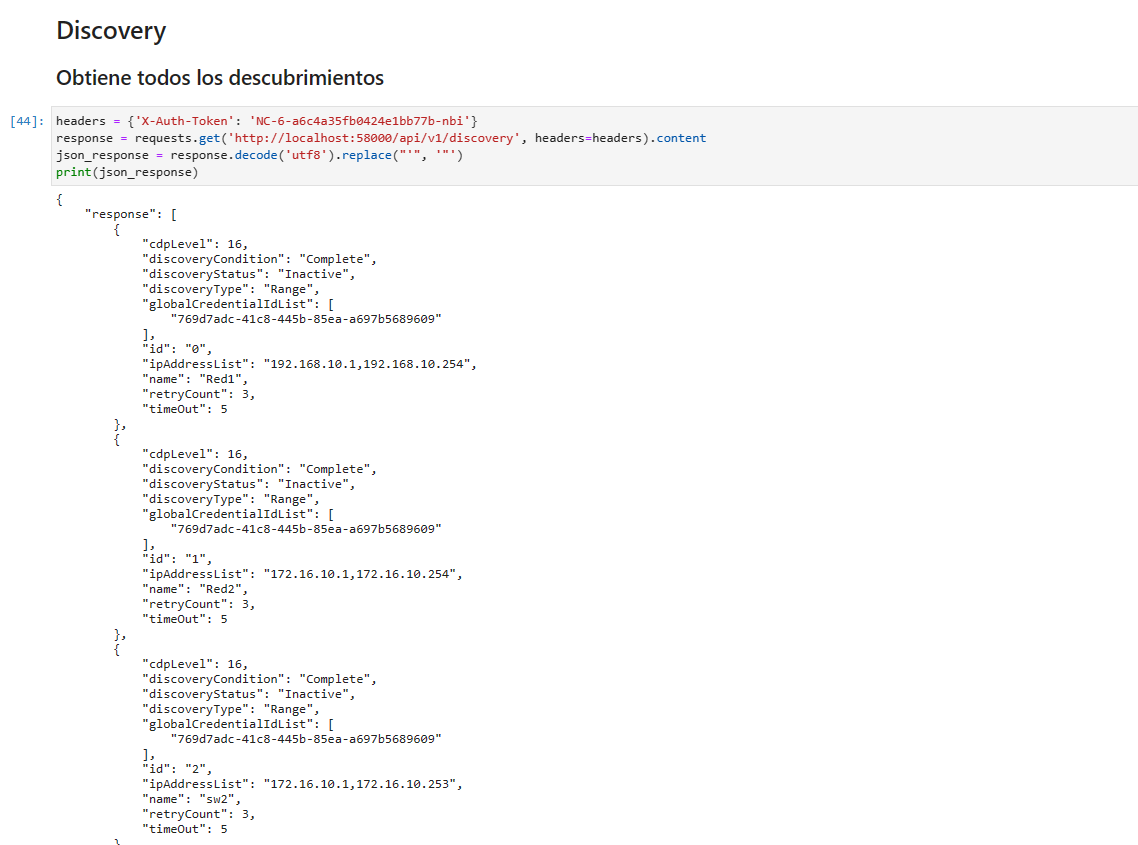 Discovery
Obtiene todos los descubrimientos
[44]: headers = {'X-Auth-Token': 'NC-6-a6c4a35fb0424e1bb77b-nbi'}
response = requests.get('http://localhost:58000/api/v1/discovery', headers=headers).content
json_response = response.decode('utf8').replace("'", '"')
print(json_response)
{
    "response": [
        {
            "cdpLevel": 16,
            "discoveryCondition": "Complete",
            "discoveryStatus": "Inactive",
            "discoveryType": "Range",
            "globalCredentialIdList": [
                "769d7adc-41c8-445b-85ea-a697b5689609"
            ],
            "id": "0",
            "ipAddressList": "192.168.10.1,192.168.10.254",
            "name": "Red1",
            "retryCount": 3,
            "timeOut": 5
        },
        {
            "cdpLevel": 16,
            "discoveryCondition": "Complete",
            "discoveryStatus": "Inactive",
            "discoveryType": "Range",
            "globalCredentialIdList": [
                "769d7adc-41c8-445b-85ea-a697b5689609"
            ],
            "id": "1",
            "ipAddressList": "172.16.10.1,172.16.10.254",
            "name": "Red2",
            "retryCount": 3,
            "timeOut": 5
        },
        {
            "cdpLevel": 16,
            "discoveryCondition": "Complete",
            "discoveryStatus": "Inactive",
            "discoveryType": "Range",
            "globalCredentialIdList": [
                "769d7adc-41c8-445b-85ea-a697b5689609"
            ],
            "id": "2",
            "ipAddressList": "172.16.10.1,172.16.10.253",
            "name": "sw2",
            "retryCount": 3,
            "timeOut": 5
        }